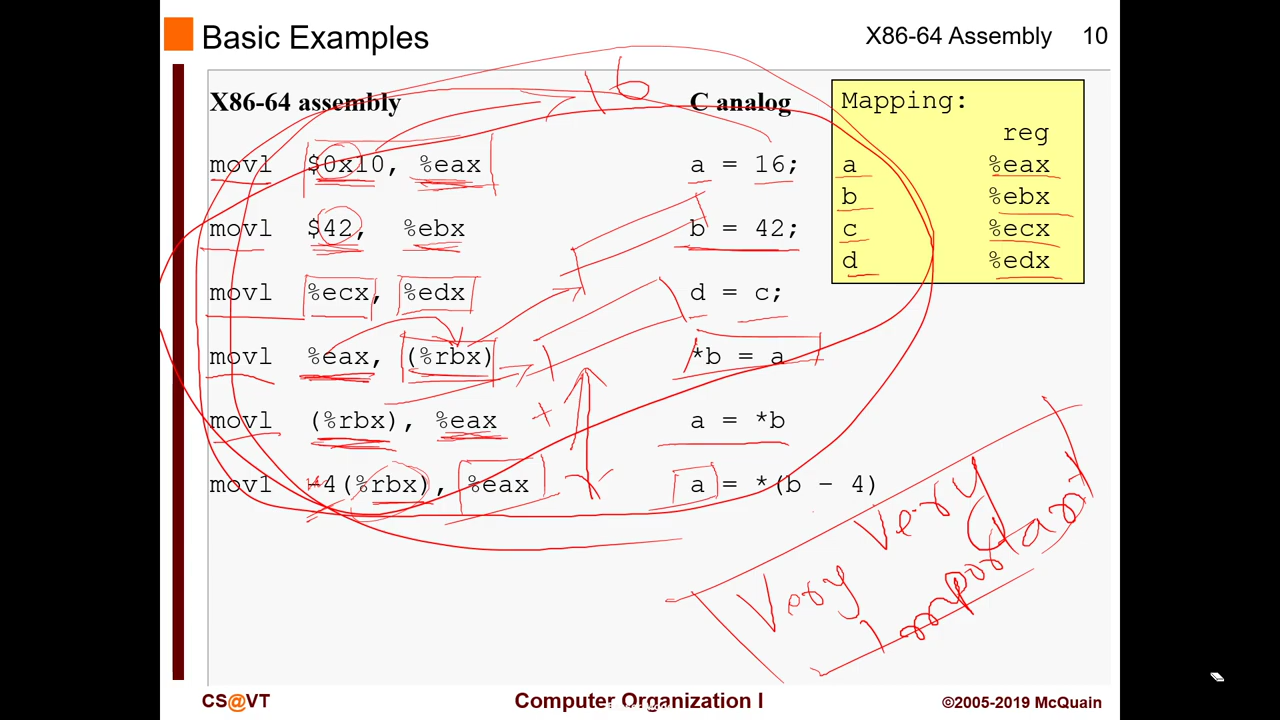 Basic Examples
X86-64 Assembly 10
X86-64 assembly
C analog
16
Mapping:
reg
a %eax
b %ebx
c %ecx
d %edx
movl $0x10, %eax a = 16;
movl $42, %ebx b = 42;
movl %ecx, %edx d = c;
movl %eax, (%rbx) *b = a
movl (%rbx), %eax a = *b
movl -4(%rbx), %eax a = *(b - 4)
Very Very
Important
CS@VT
Computer Organization I
©2005-2019 McQuain